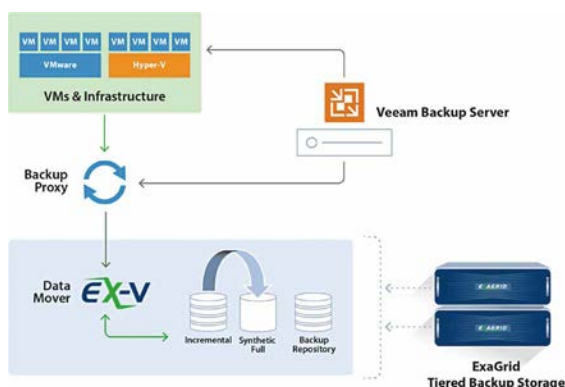 VM VM VM VM VM VM VM VM
VMware Hyper-V
VMs & Infrastructure
Veeam Backup Server
Backup
Proxy
Data
Mover
EX-V
Incremental
Synthetic
Full
Backup
Repository
EXAGRID
EXAGRID
ExaGrid
Tiered Backup Storage